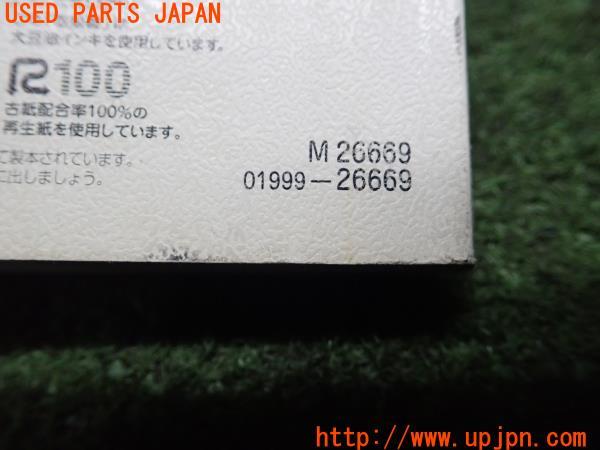 USED PARTS JAPAN
大豆油インキを使用しています。
R100
古紙配合率100%の
再生紙を使用しています。
て製本されています。
に出しましょう。
M 26669
01999-26669
http://www.upjpn.com/